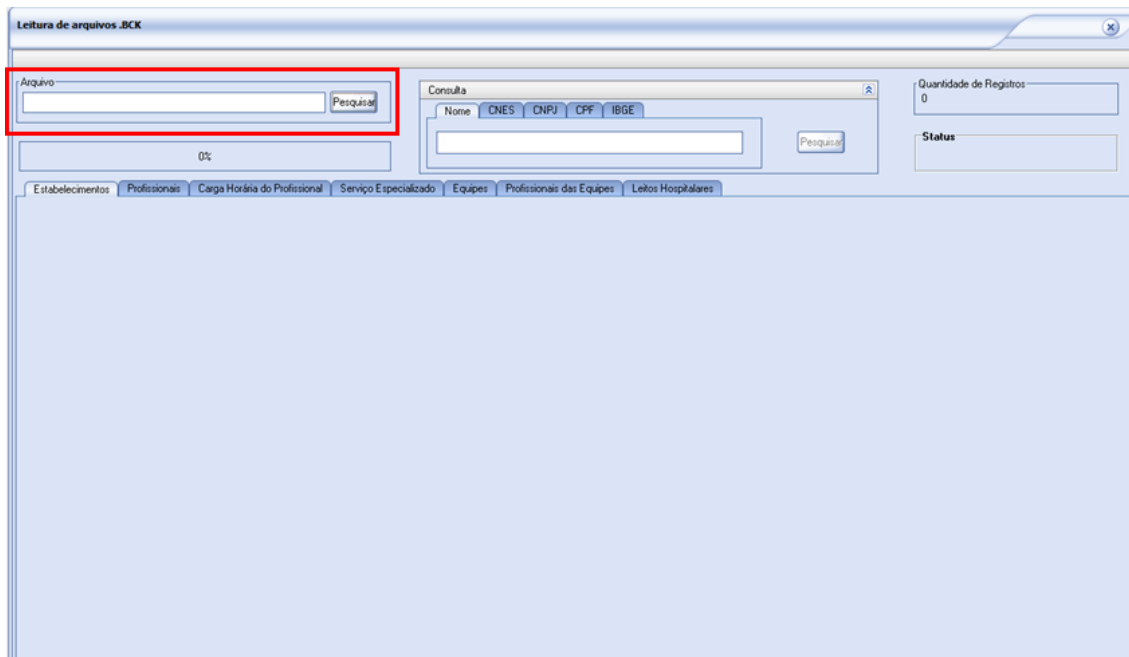 Leitura de arquivos .BCK
Arquivo
Pesquisar
0%
Consulta
Nome CNES CNPJ CPF IBGE
Pesquisar
Quantidade de Registros
0
Status
Estabelecimentos Profissionais Carga Horária do Profissional Serviço Especializado Equipes Profissionais das Equipes Leitos Hospitalares